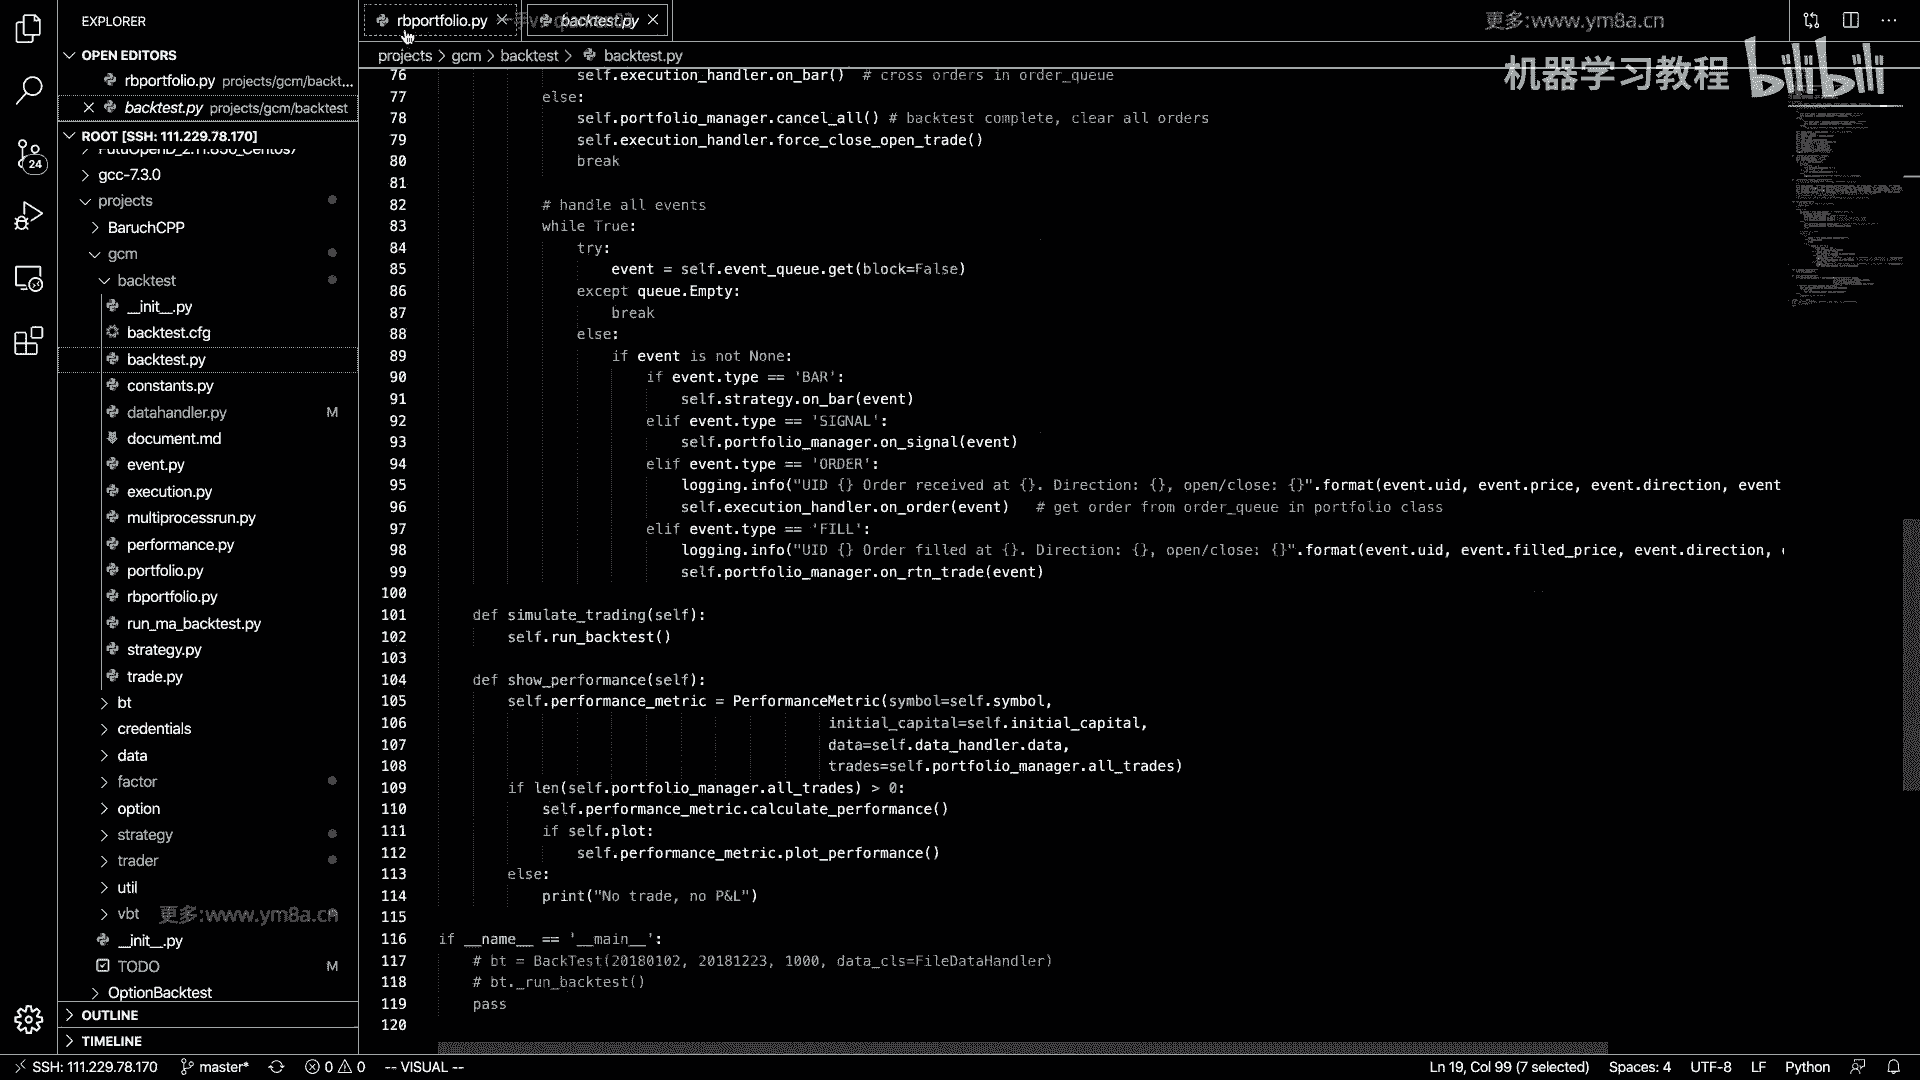 EXPLORER
OPEN EDITORS
rbportfolio.py projects/gcm/backt...
backtest.py projects/gcm/backtest
ROOT [SSH: 111.229.78.170]
gcc-7.3.0
projects
BaruchCPP
gcm
backtest
__init__.py
backtest.cfg
backtest.py
constants.py
datahandler.py M
document.md
event.py
execution.py
multiprocessrun.py
performance.py
portfolio.py
rbportfolio.py
run_ma_backtest.py
strategy.py
trade.py
bt
credentials
data
factor
option
strategy
trader
util
vbt
更多:www.ym8a.cn
__init__.py
TODO M
OptionBacktest
OUTLINE
TIMELINE
24
rbportfolio.py
backtest.py
更多:www.ym8a.cn
机器学习教程 bilibili
projects > gcm > backtest > backtest.py
76 self.execution_handler.on_bar() # cross orders in order_queue
77 else:
78 self.portfolio_manager.cancel_all() # backtest complete, clear all orders
79 self.execution_handler.force_close_open_trade()
80 break
81
82 # handle all events
83 while True:
84 try:
85 event = self.event_queue.get(block=False)
86 except queue.Empty:
87 break
88 else:
89 if event is not None:
90 if event.type == 'BAR':
91 self.strategy.on_bar(event)
92 elif event.type == 'SIGNAL':
93 self.portfolio_manager.on_signal(event)
94 elif event.type == 'ORDER':
95 logging.info("UID {} Order received at {}. Direction: {}, open/close: {}".format(event.uid, event.price, event.direction, event
96 self.execution_handler.on_order(event) # get order from order_queue in portfolio class
97 elif event.type == 'FILL':
98 logging.info("UID {} Order filled at {}. Direction: {}, open/close: {}".format(event.uid, event.filled_price, event.direction,
99 self.portfolio_manager.on_rtn_trade(event)
100
101 def simulate_trading(self):
102 self.run_backtest()
103
104 def show_performance(self):
105 self.performance_metric = PerformanceMetric(symbol=self.symbol,
106 initial_capital=self.initial_capital,
107 data=self.data_handler.data,
108 trades=self.portfolio_manager.all_trades)
109 if len(self.portfolio_manager.all_trades) > 0:
110 self.performance_metric.calculate_performance()
111 if self.plot:
112 self.performance_metric.plot_performance()
113 else:
114 print("No trade, no P&L")
115
116 if __name__ == '__main__':
117 # bt = BackTest(20180102, 20181223, 1000, data_cls=FileDataHandler)
118 # bt._run_backtest()
119 pass
120
SSH: 111.229.78.170 master* 0 0 -- VISUAL -- Ln 19, Col 99 (7 selected) Spaces: 4 UTF-8 LF Python